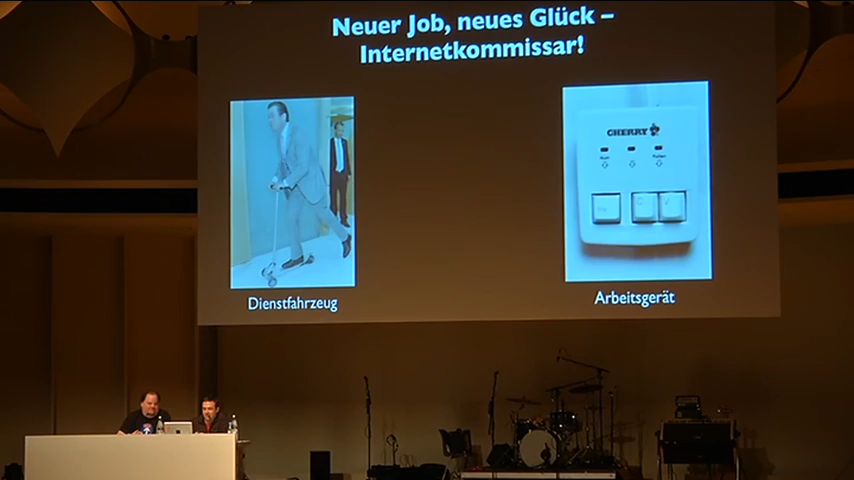 Neuer Job, neues Glück –
Internetkommissar!
CHERRY
Dienstfahrzeug
Arbeitsgerät